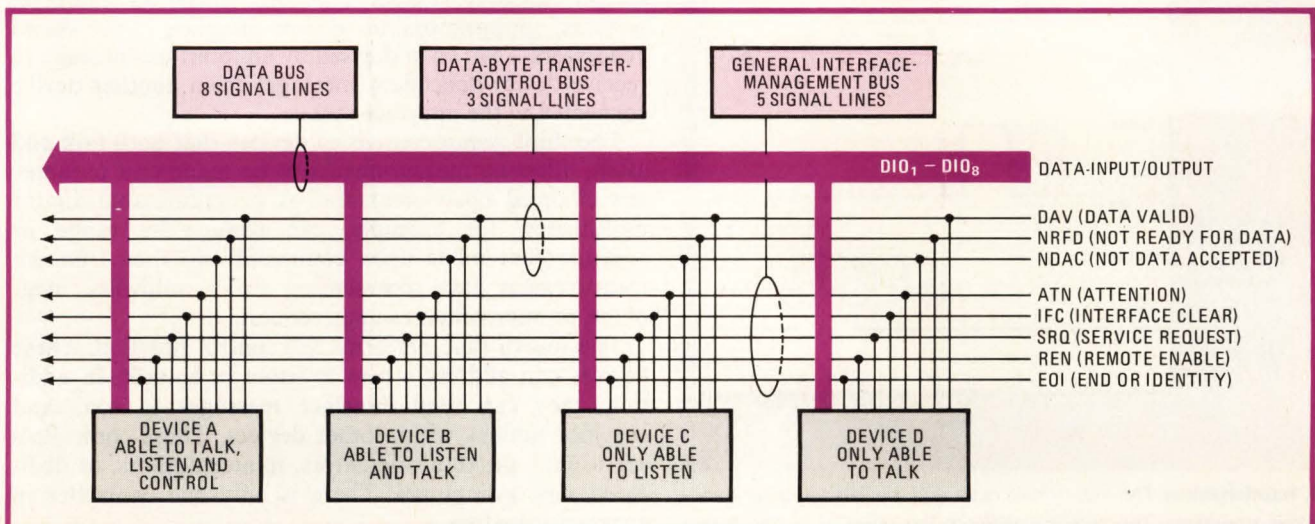 DATA BUS
8 SIGNAL LINES
DATA-BYTE TRANSFER-
CONTROL BUS
3 SIGNAL LINES
GENERAL INTERFACE-
MANAGEMENT BUS
5 SIGNAL LINES
DIO₁ – DIO₈
DATA-INPUT/OUTPUT
DAV (DATA VALID)
NRFD (NOT READY FOR DATA)
NDAC (NOT DATA ACCEPTED)
ATN (ATTENTION)
IFC (INTERFACE CLEAR)
SRQ (SERVICE REQUEST)
REN (REMOTE ENABLE)
EOI (END OR IDENTITY)
DEVICE A
ABLE TO TALK,
LISTEN, AND
CONTROL
DEVICE B
ABLE TO LISTEN
AND TALK
DEVICE C
ONLY ABLE
TO LISTEN
DEVICE D
ONLY ABLE
TO TALK